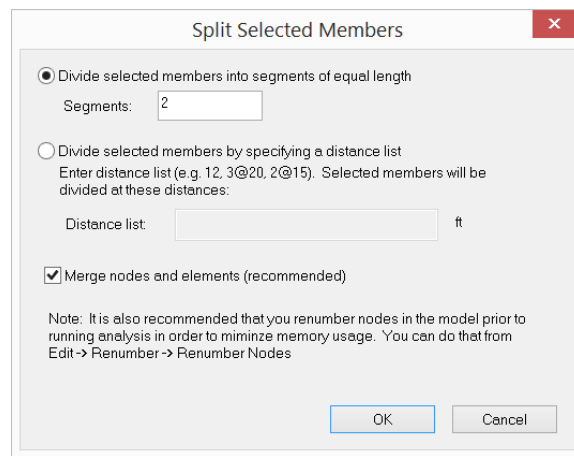 Split Selected Members
Divide selected members into segments of equal length
Segments: 2
Divide selected members by specifying a distance list
Enter distance list (e.g. 12, 3@20, 2@15). Selected members will be
divided at these distances:
Distance list: ft
Merge nodes and elements (recommended)
Note: It is also recommended that you renumber nodes in the model prior to
running analysis in order to miminze memory usage. You can do that from
Edit -> Renumber -> Renumber Nodes
OK Cancel